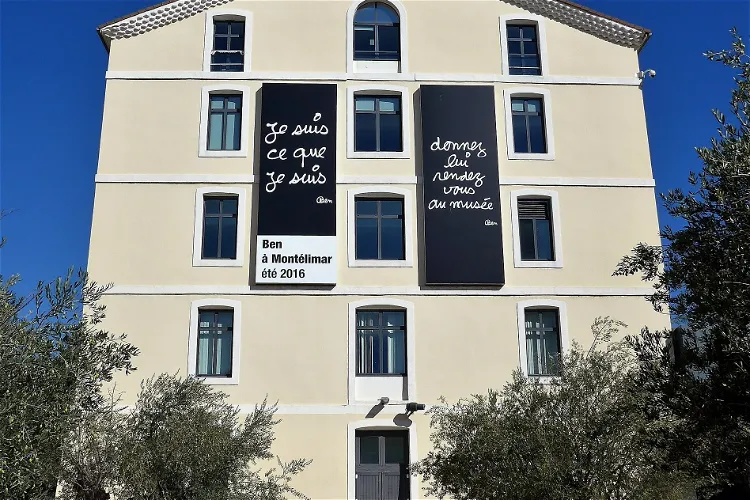 Je suis
ce que
je suis
Ben
Ben
à Montélimar
été 2016
donnez
lui
rendez
vous
au musée
Ben